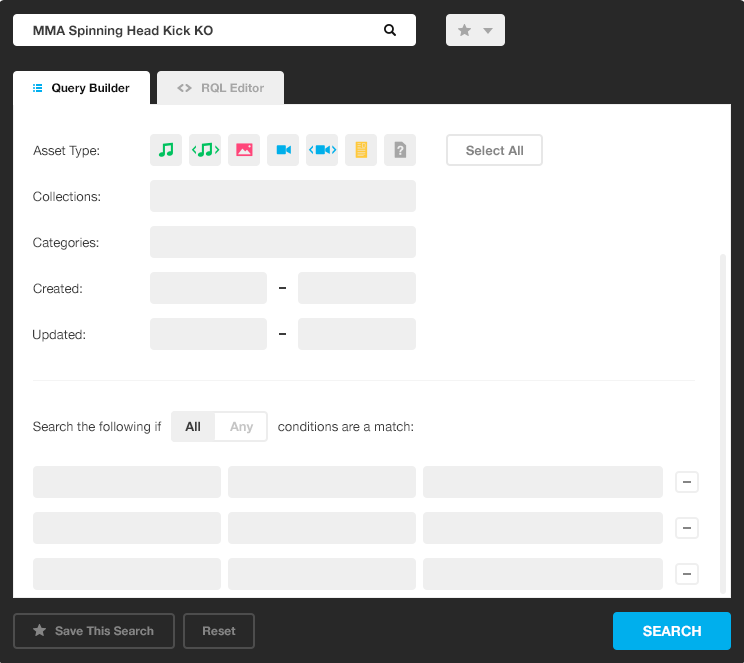 MMA Spinning Head Kick KO
Query Builder
<> RQL Editor
Asset Type:
Select All
Collections:
Categories:
Created: –
Updated: –
Search the following if All Any conditions are a match:
Save This Search
Reset
SEARCH